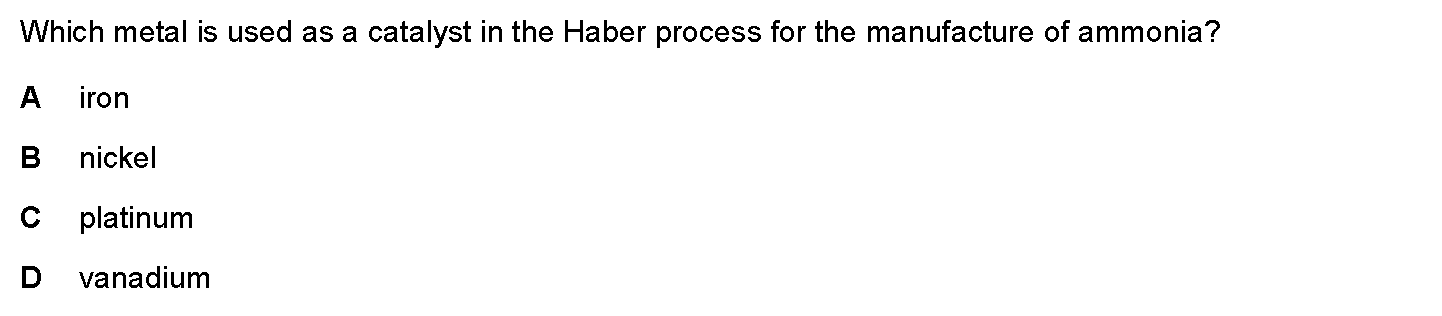 Which metal is used as a catalyst in the Haber process for the manufacture of ammonia?
A iron
B nickel
C platinum
D vanadium